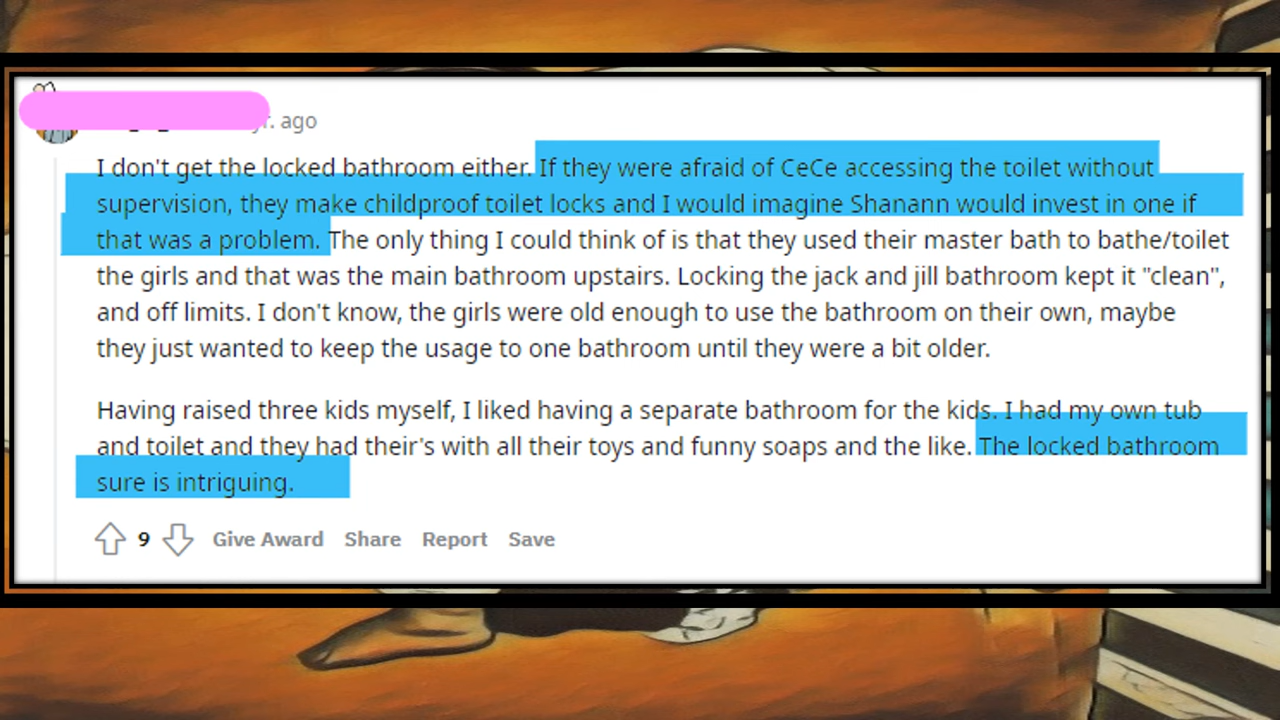 r. ago
I don't get the locked bathroom either. If they were afraid of CeCe accessing the toilet without
supervision, they make childproof toilet locks and I would imagine Shanann would invest in one if
that was a problem. The only thing I could think of is that they used their master bath to bathe/toilet
the girls and that was the main bathroom upstairs. Locking the jack and jill bathroom kept it "clean",
and off limits. I don't know, the girls were old enough to use the bathroom on their own, maybe
they just wanted to keep the usage to one bathroom until they were a bit older.
Having raised three kids myself, I liked having a separate bathroom for the kids. I had my own tub
and toilet and they had their's with all their toys and funny soaps and the like. The locked bathroom
sure is intriguing.
9 Give Award Share Report Save